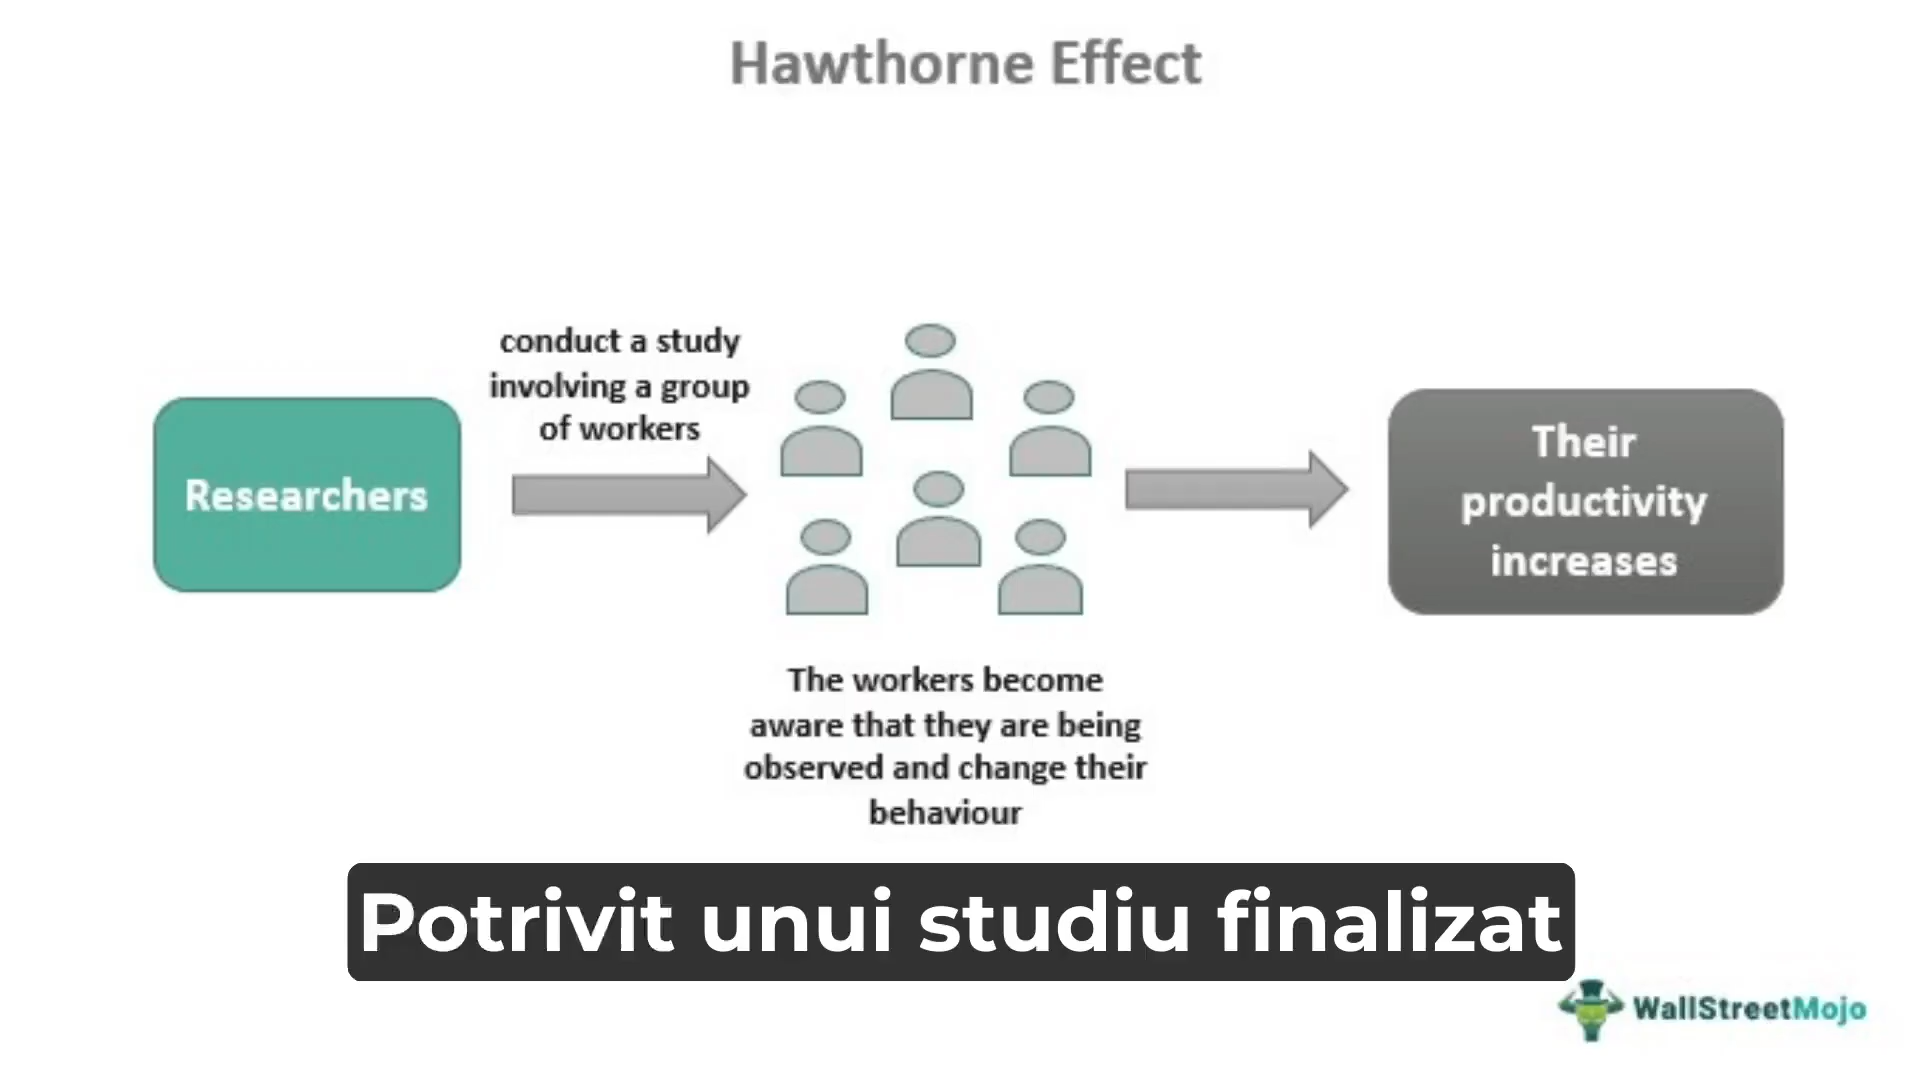 Hawthorne Effect
conduct a study
involving a group
of workers
Researchers
Their
productivity
increases
The workers become
aware that they are being
observed and change their
behaviour
Potrivit unui studiu finalizat
WallStreetMojo